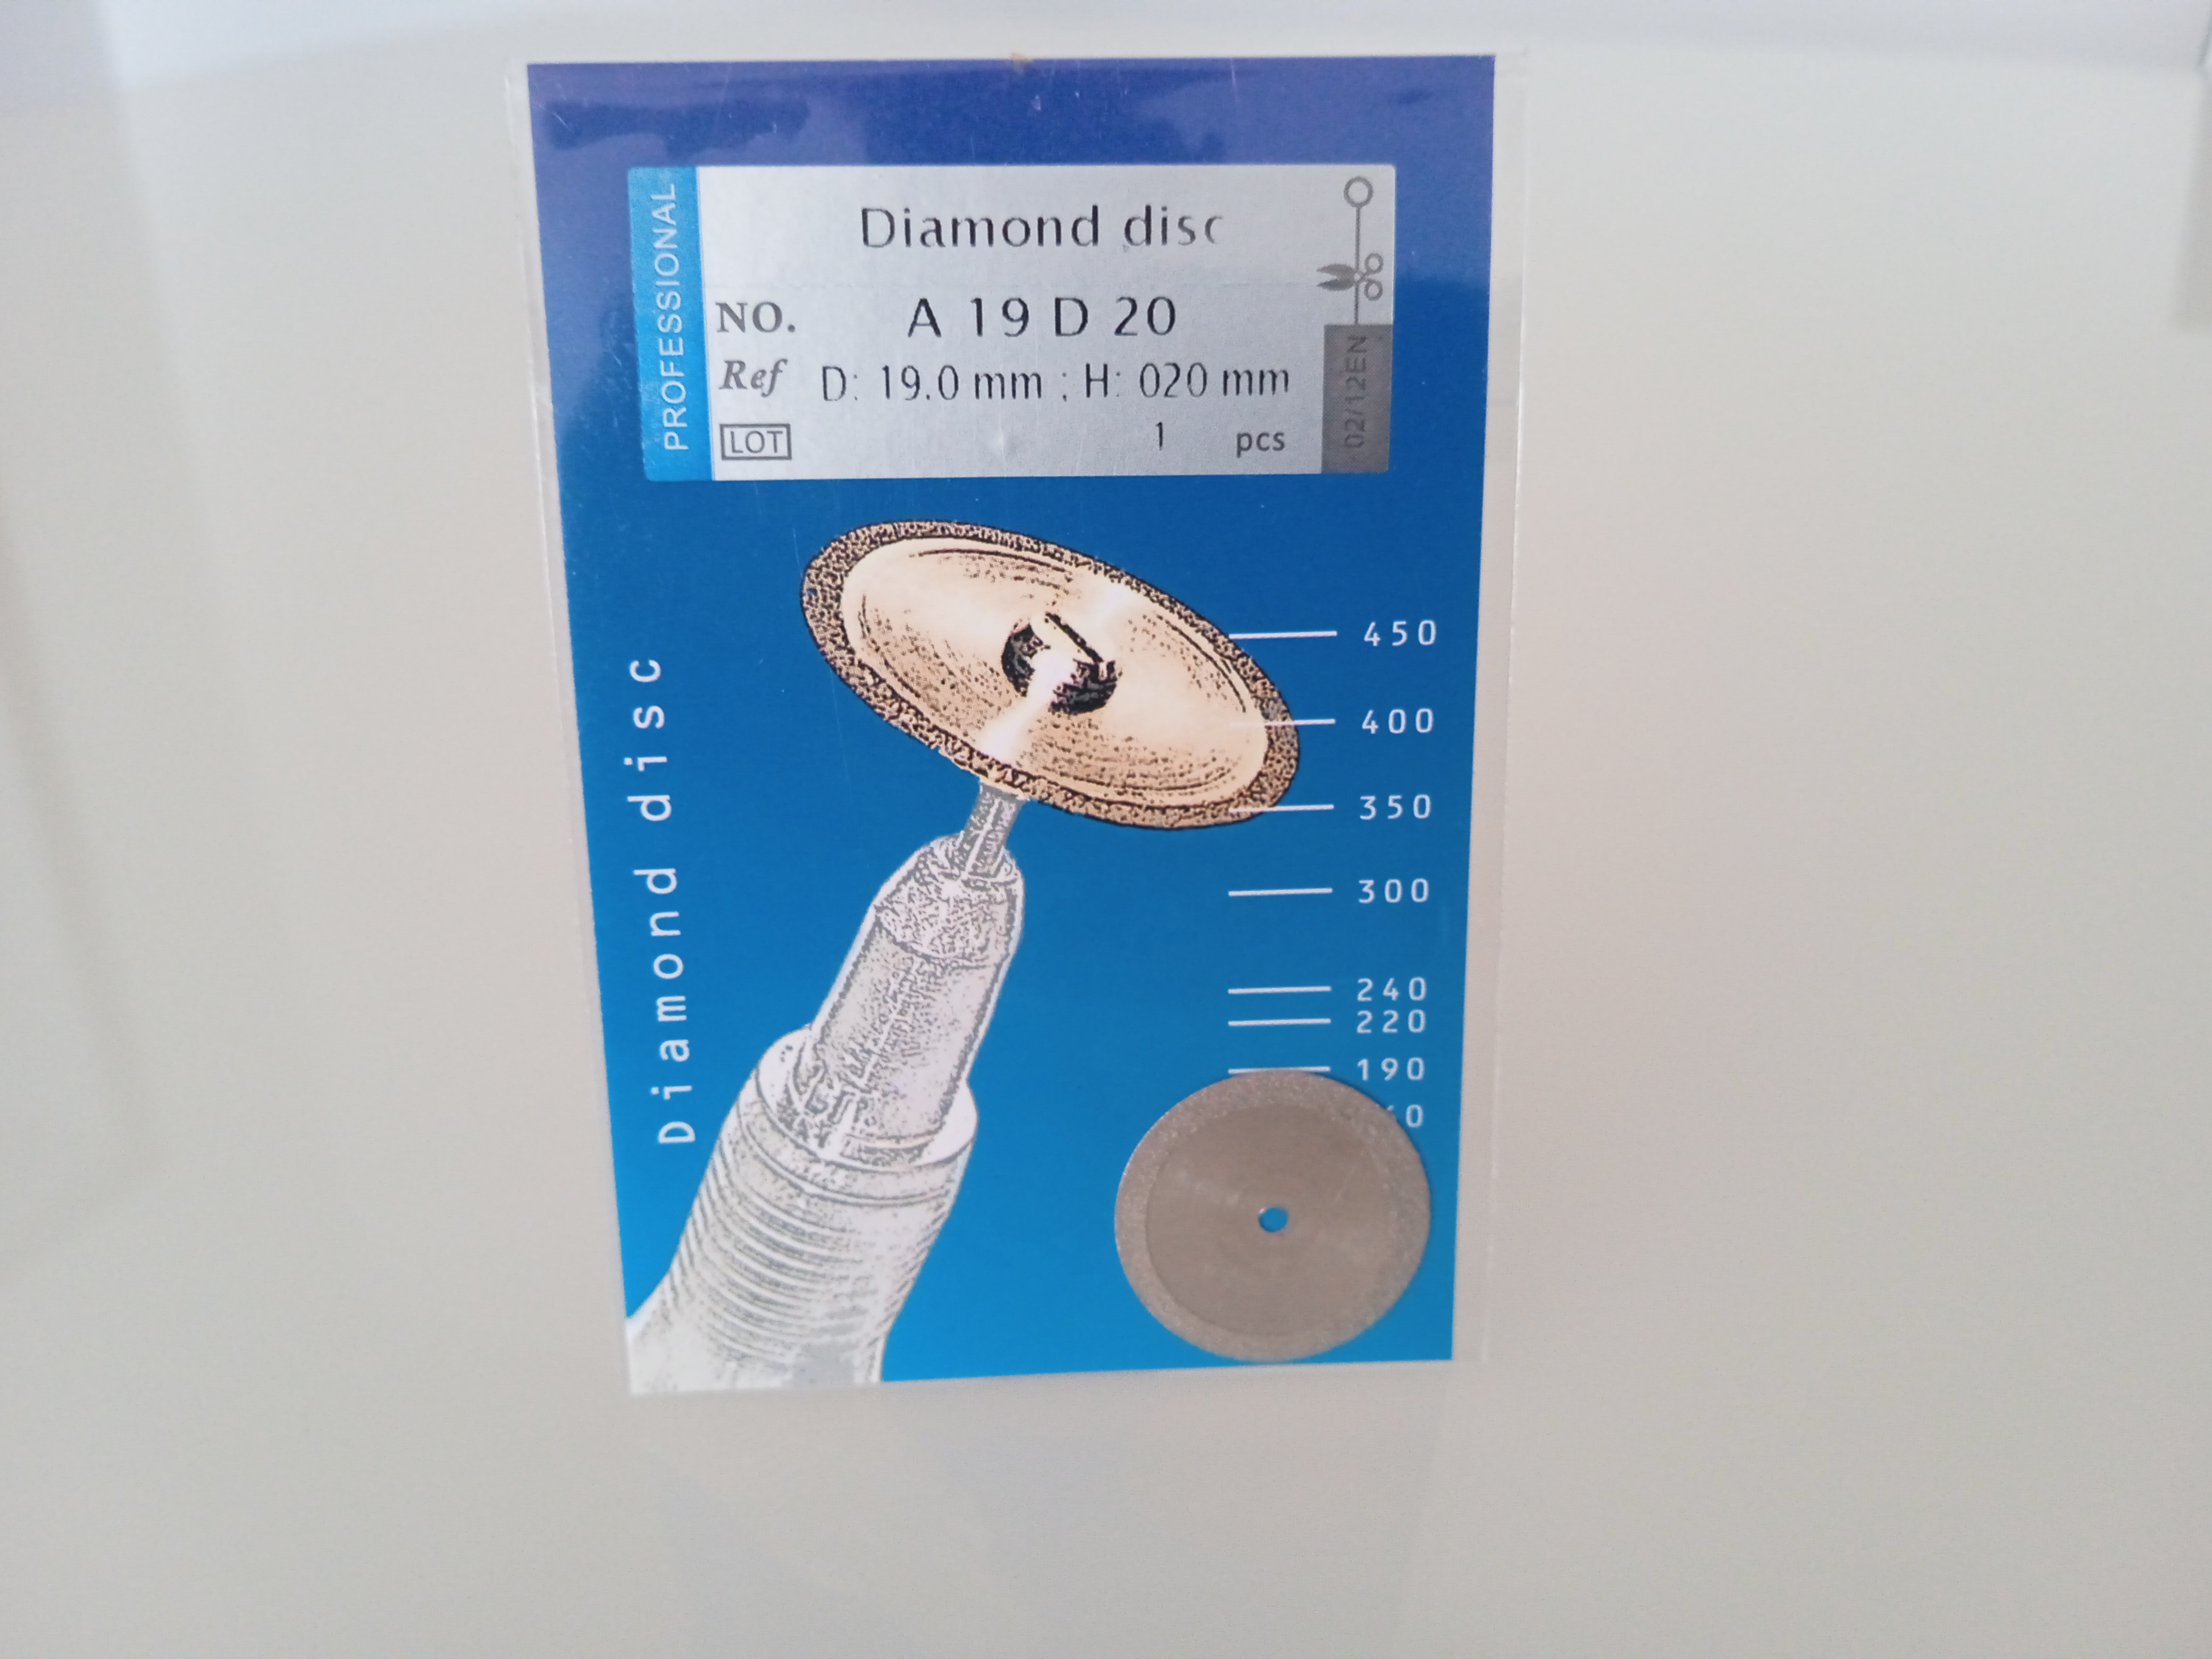 PROFESSIONAL
Diamond disc
NO. A 19 D 20
Ref D: 19.0 mm ; H: 020 mm
LOT 1 pcs
02/12EN
Diamond disc
450
400
350
300
240
220
190